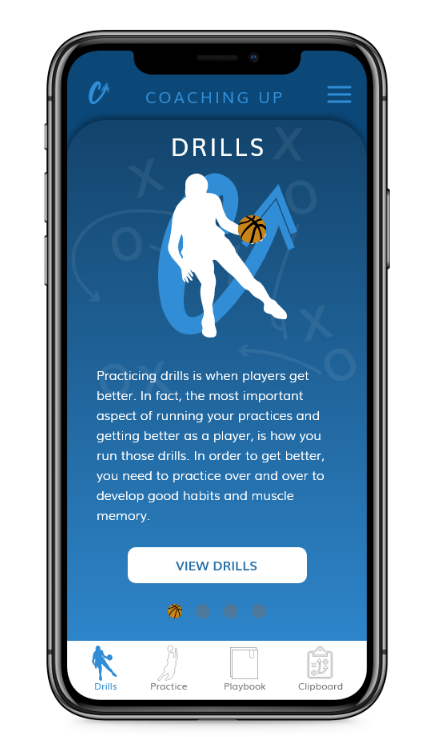 COACHING UP
DRILLS
Practicing drills is when players get
better. In fact, the most important
aspect of running your practices and
getting better as a player, is how you
run those drills. In order to get better,
you need to practice over and over to
develop good habits and muscle
memory.
VIEW DRILLS
Drills
Practice
Playbook
Clipboard